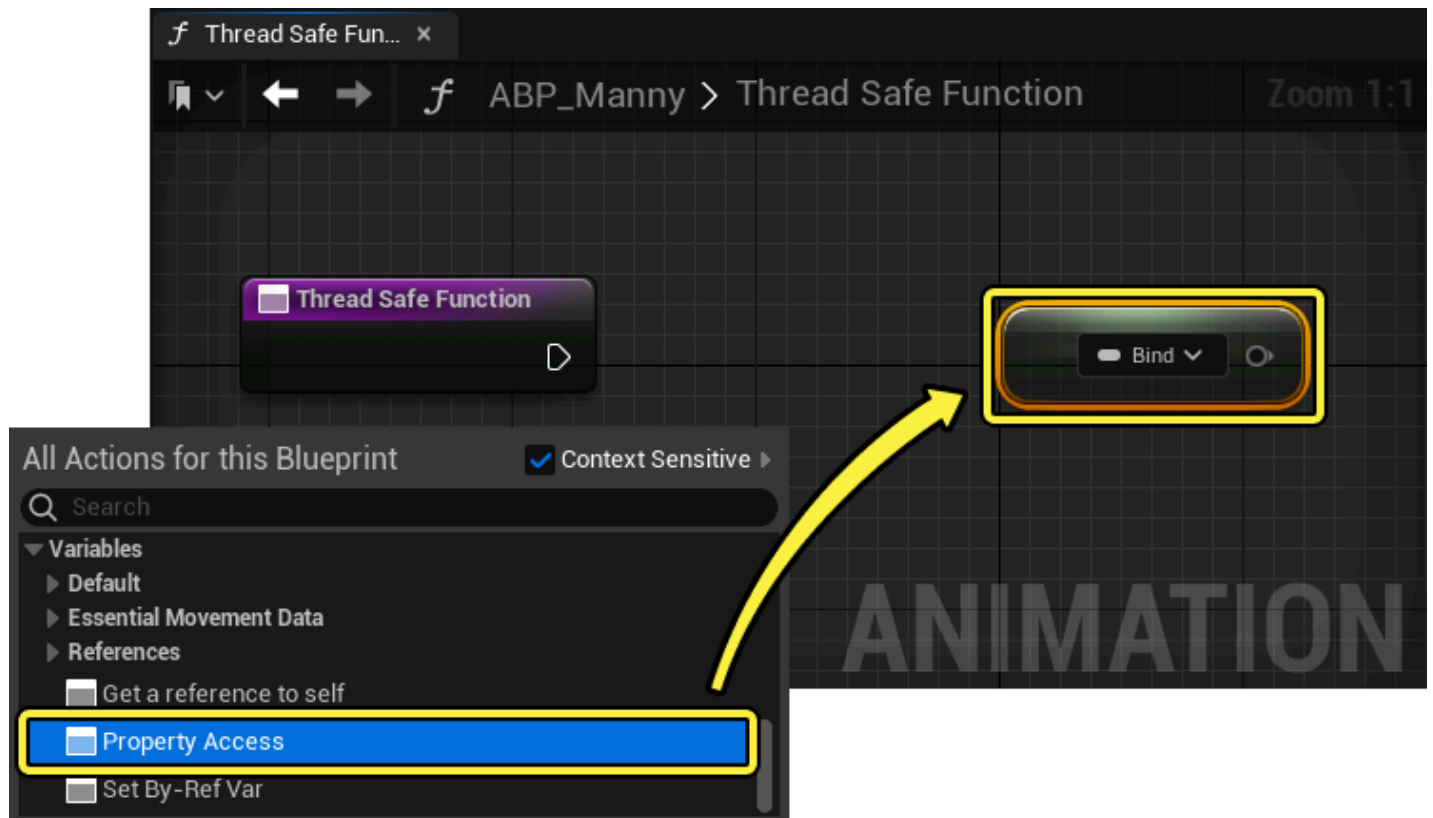 Thread Safe Fun...
ABP_Manny > Thread Safe Function
Zoom 1:1
Thread Safe Function
Bind
All Actions for this Blueprint
Context Sensitive
Search
Variables
Default
Essential Movement Data
References
Get a reference to self
Property Access
Set By-Ref Var
ANIMATION